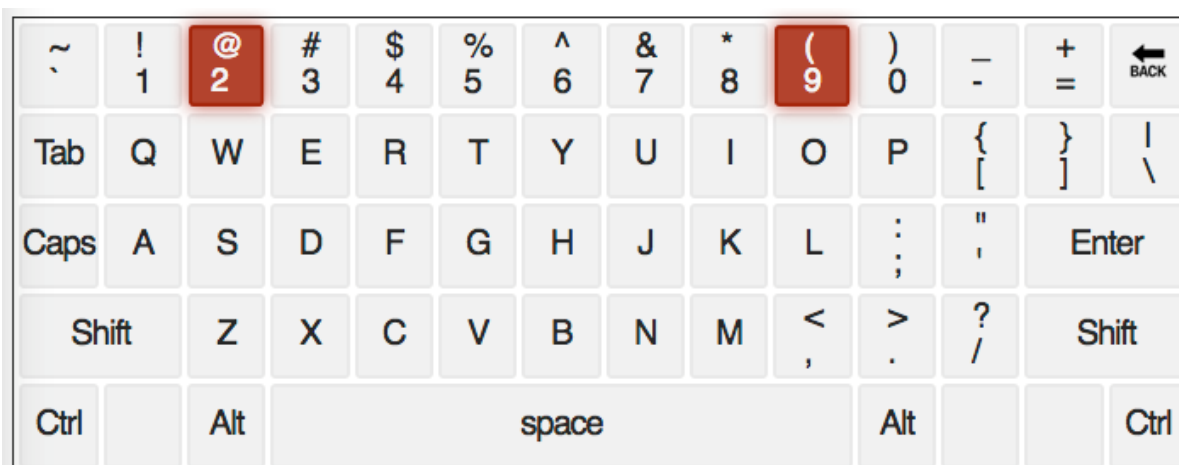 ~ ! @ # $ % ^ & * ( ) _ + BACK
` 1 2 3 4 5 6 7 8 9 0 - =
Tab Q W E R T Y U I O P { } |
[ ] \
Caps A S D F G H J K L : " Enter
; '
Shift Z X C V B N M < > ? Shift
, . /
Ctrl Alt space Alt Ctrl